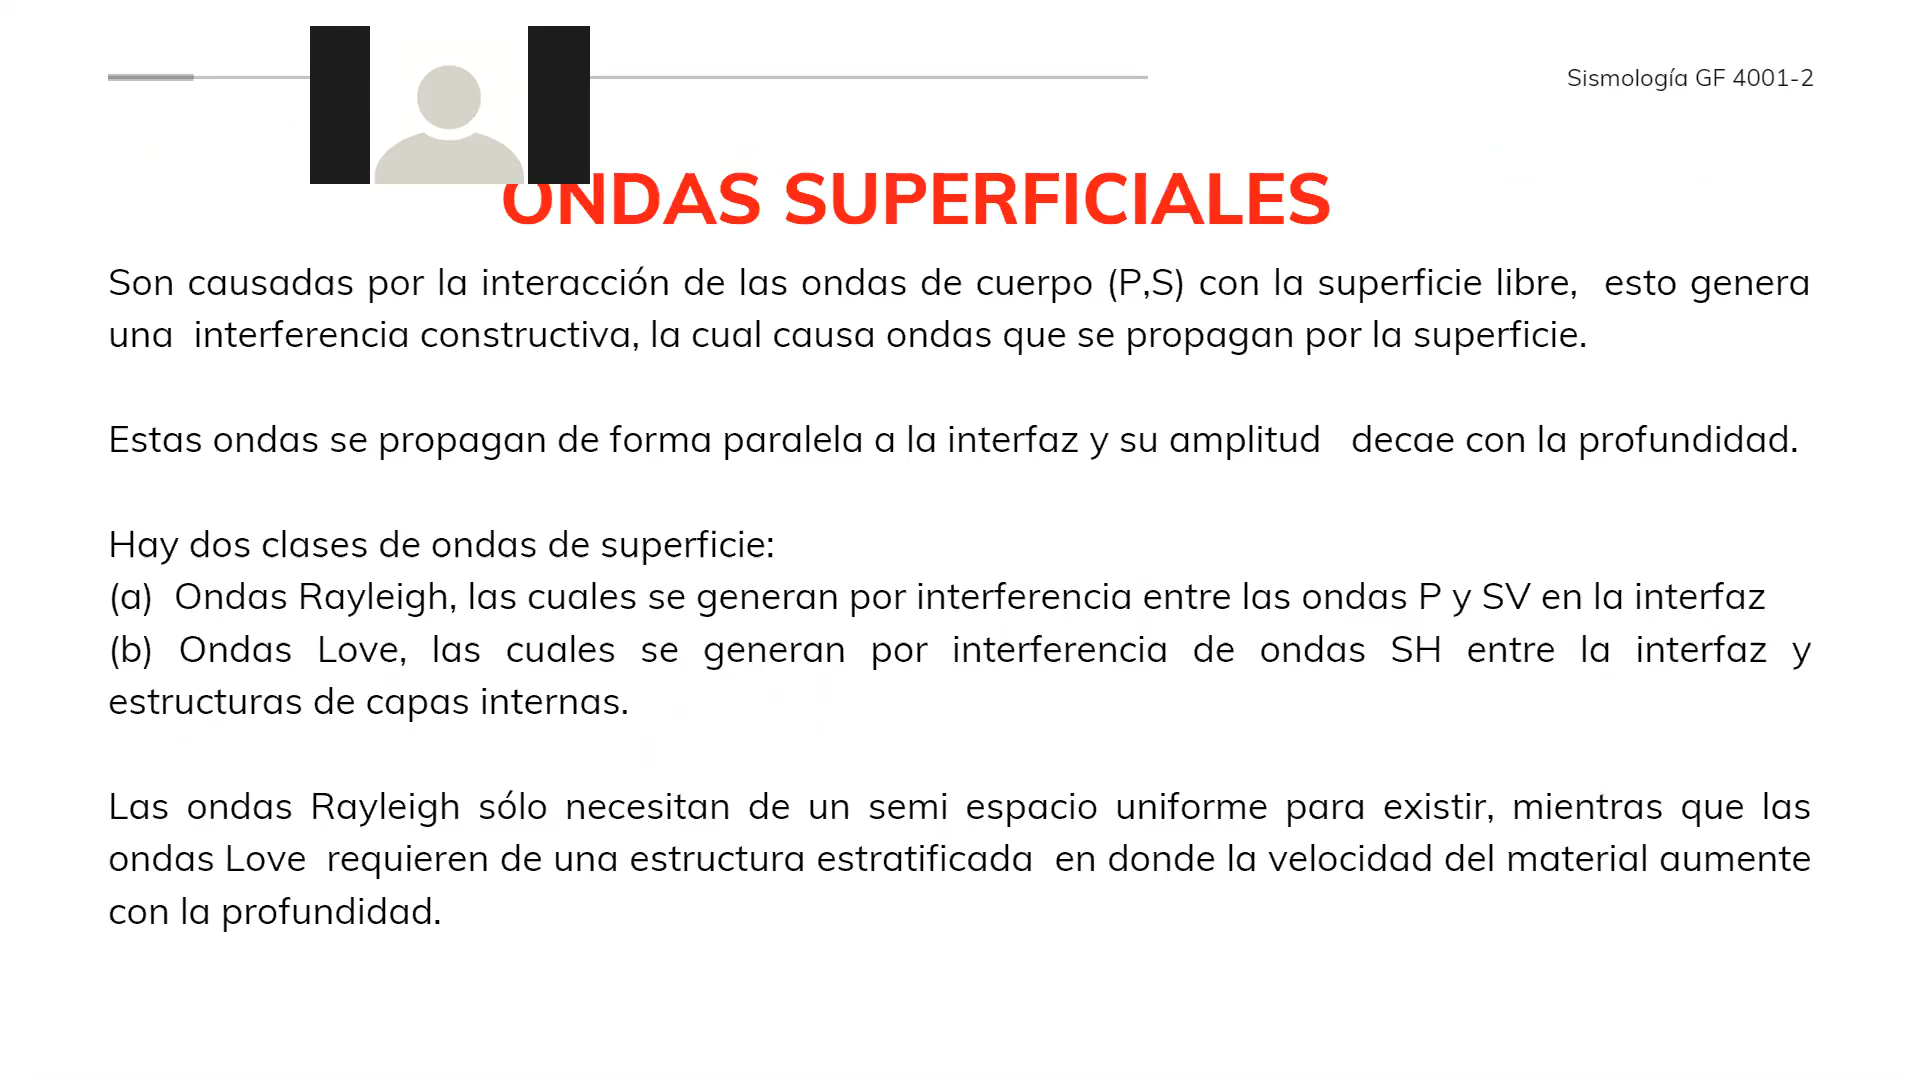 Sismología GF 4001-2
ONDAS SUPERFICIALES
Son causadas por la interacción de las ondas de cuerpo (P,S) con la superficie libre, esto genera
una interferencia constructiva, la cual causa ondas que se propagan por la superficie.
Estas ondas se propagan de forma paralela a la interfaz y su amplitud decae con la profundidad.
Hay dos clases de ondas de superficie:
(a) Ondas Rayleigh, las cuales se generan por interferencia entre las ondas P y SV en la interfaz
(b) Ondas Love, las cuales se generan por interferencia de ondas SH entre la interfaz y
estructuras de capas internas.
Las ondas Rayleigh sólo necesitan de un semi espacio uniforme para existir, mientras que las
ondas Love requieren de una estructura estratificada en donde la velocidad del material aumente
con la profundidad.